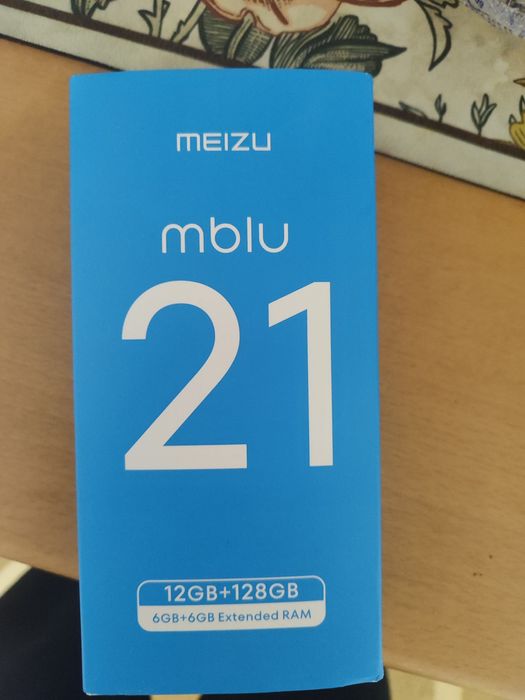 MEIZU
mblu
21
12GB+128GB
6GB+6GB Extended RAM